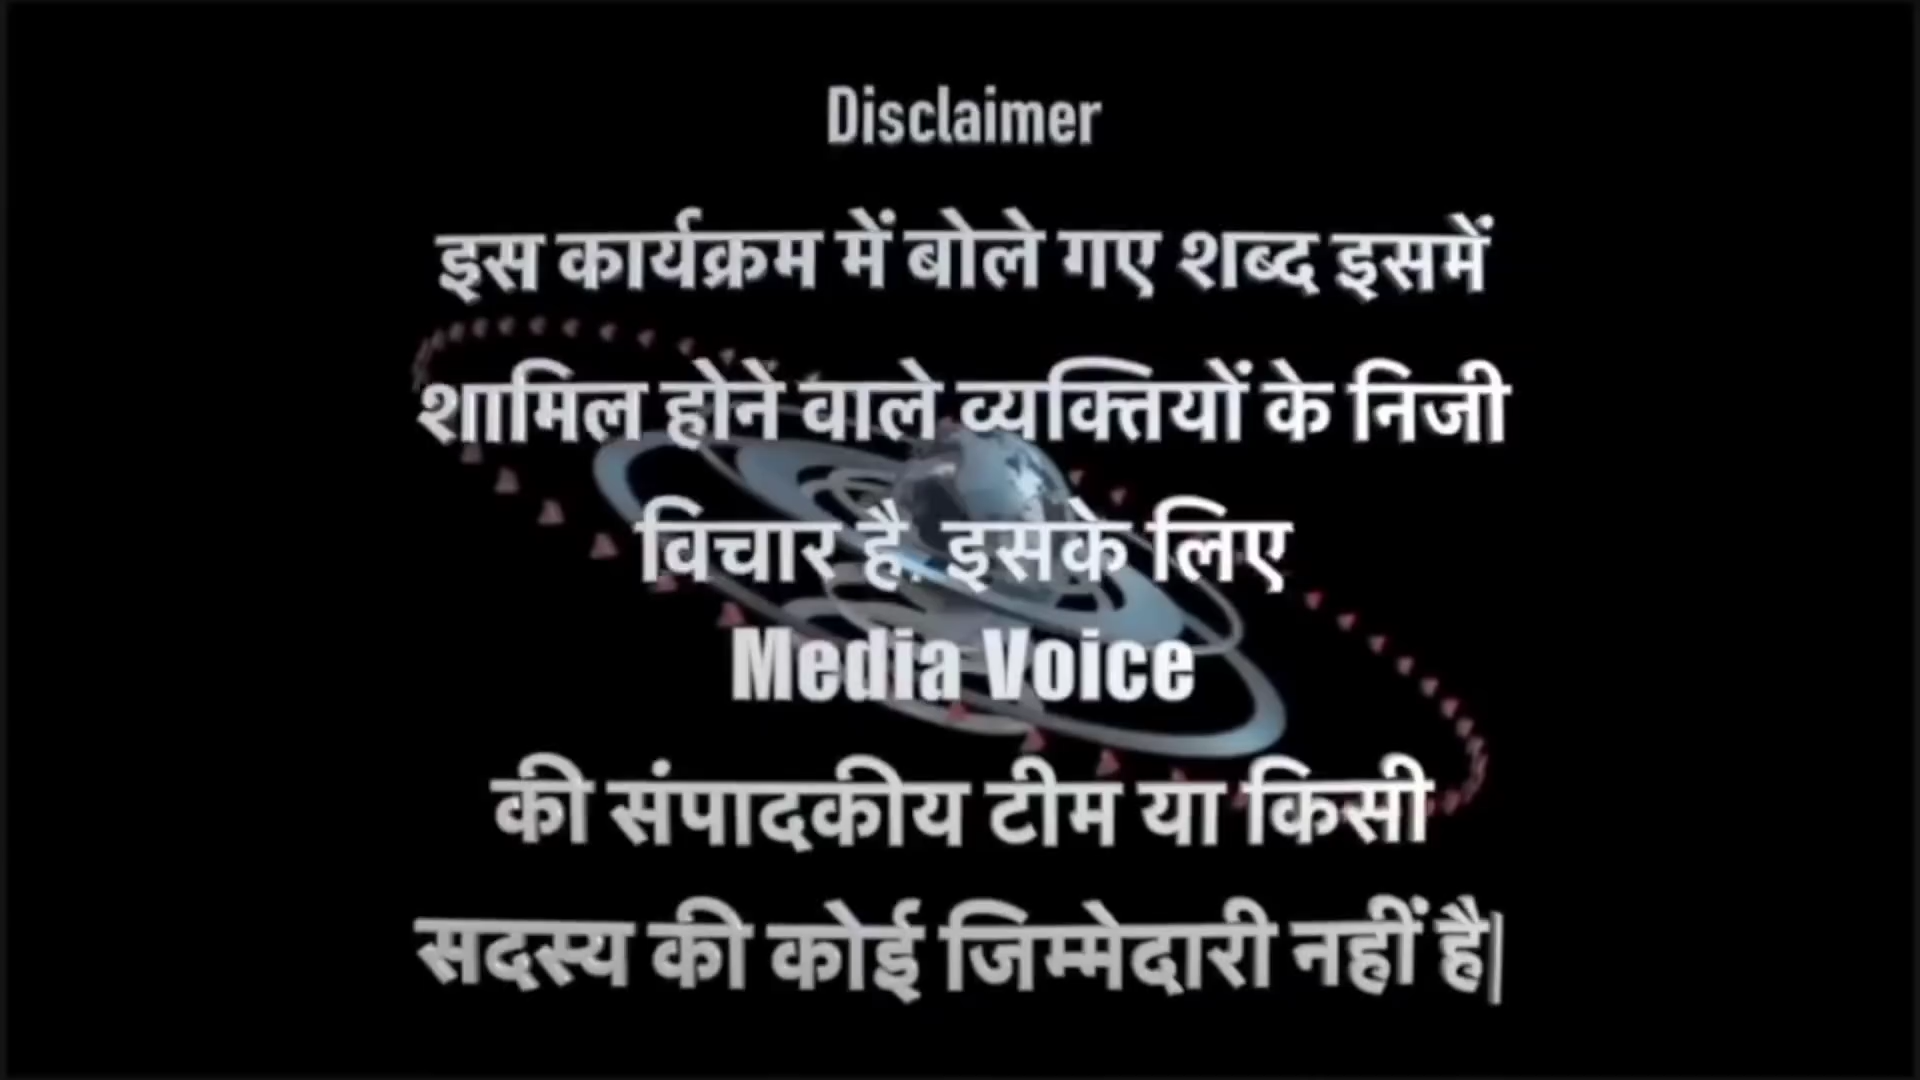 Disclaimer
इस कार्यक्रम में बोले गए शब्द इसमें
शामिल होनें वाले व्यक्तियों के निजी
विचार है. इसके लिए
Media Voice
की संपादकीय टीम या किसी
सदस्य की कोई जिम्मेदारी नहीं है|